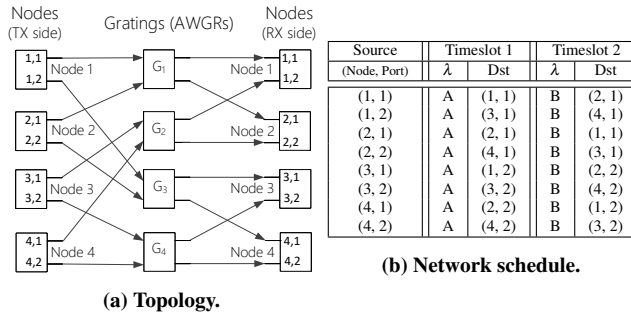 Nodes
(TX side)
Gratings (AWGRs)
Nodes
(RX side)
1,1
1,2
Node 1
2,1
2,2
Node 2
3,1
3,2
Node 3
4,1
4,2
Node 4
G1
G2
G3
G4
Node 1
1,1
1,2
Node 2
2,1
2,2
Node 3
3,1
3,2
Node 4
4,1
4,2
(a) Topology.
Source Timeslot 1 Timeslot 2
(Node, Port) λ Dst λ Dst
(1, 1) A (1, 1) B (2, 1)
(1, 2) A (3, 1) B (4, 1)
(2, 1) A (2, 1) B (1, 1)
(2, 2) A (4, 1) B (3, 1)
(3, 1) A (1, 2) B (2, 2)
(3, 2) A (3, 2) B (4, 2)
(4, 1) A (2, 2) B (1, 2)
(4, 2) A (4, 2) B (3, 2)
(b) Network schedule.